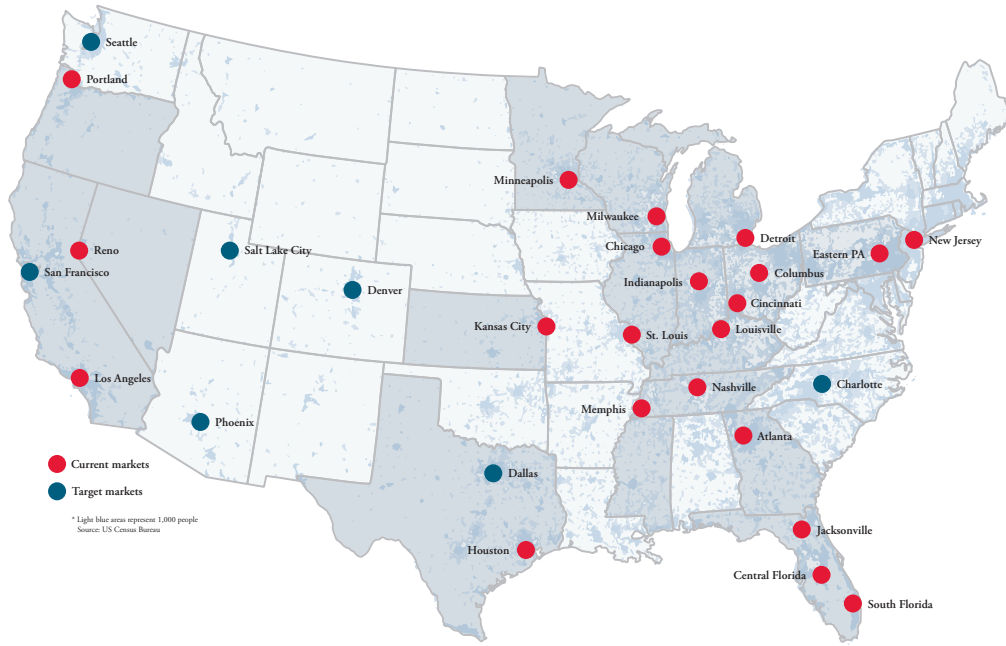 Seattle
Portland
Minneapolis
Milwaukee
Chicago
Detroit
New Jersey
Eastern PA
Reno
Salt Lake City
San Francisco
Denver
Columbus
Indianapolis
Cincinnati
Kansas City
St. Louis
Louisville
Los Angeles
Nashville
Charlotte
Memphis
Phoenix
Atlanta
Current markets
Dallas
Target markets
* Light blue areas represent 1,000 people
Source: US Census Bureau
Jacksonville
Houston
Central Florida
South Florida